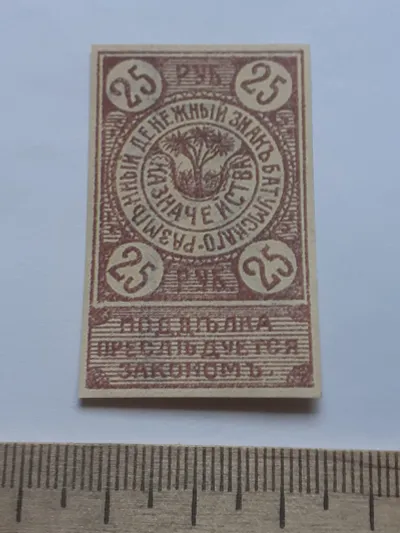 25 РУБ 25
РАЗМѢННЫЙ ДЕНЕЖНЫЙ ЗНАКЪ БАТУМСКАГО
КАЗНАЧЕЙСТВА
25 РУБ 25
ПОДДѢЛКА
ПРЕСЛѢДУЕТСЯ
ЗАКОНОМЪ.